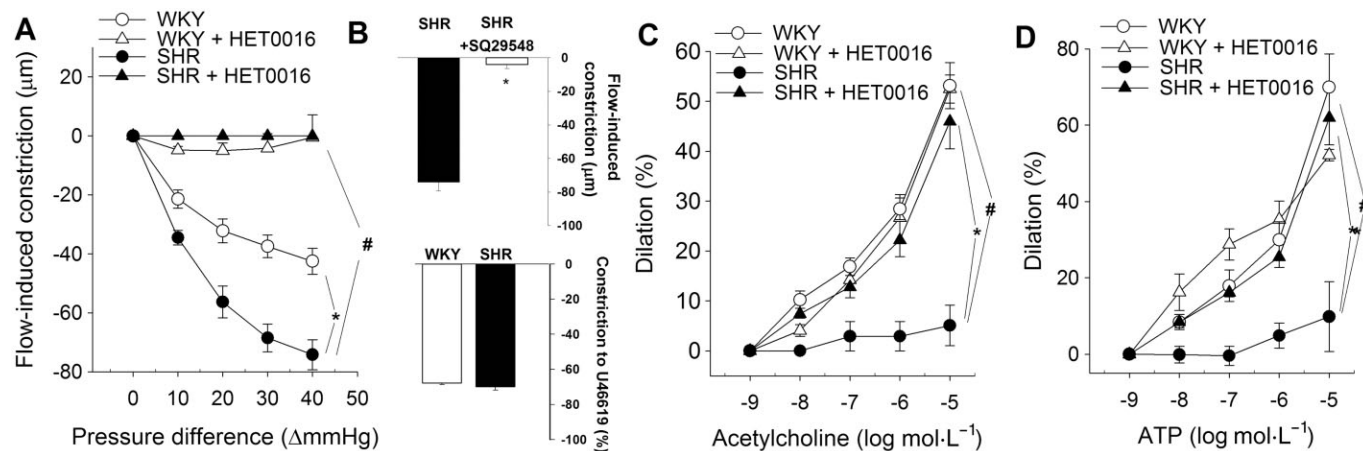 A
WKY
WKY + HET0016
SHR
SHR + HET0016
Flow-induced constriction (μm)
20
0
-20
-40
-60
-80
#
*
0 10 20 30 40 50
Pressure difference (ΔmmHg)
B
SHR
SHR
+SQ29548
*
0
-20
-40
-60
-80
-100
Flow-induced
constriction (μm)
WKY SHR
0
-20
-40
-60
-80
-100
Constriction to U46619 (%)
C
WKY
WKY + HET0016
SHR
SHR + HET0016
Dilation (%)
60
50
40
30
20
10
0
#
*
-9 -8 -7 -6 -5
Acetylcholine (log mol·L⁻¹)
D
WKY
WKY + HET0016
SHR
SHR + HET0016
Dilation (%)
80
60
40
20
0
#
**
-9 -8 -7 -6 -5
ATP (log mol·L⁻¹)